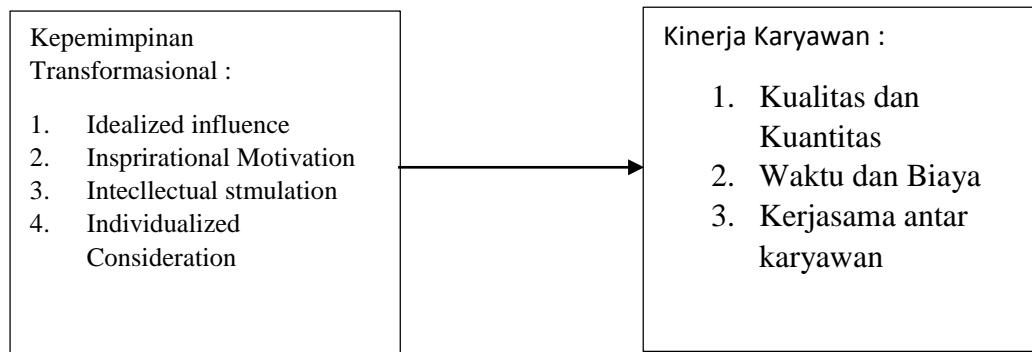 Kepemimpinan
Transformasional :
1. Idealized influence
2. Insprirational Motivation
3. Intecllectual stmulation
4. Individualized
Consideration
Kinerja Karyawan :
1. Kualitas dan
Kuantitas
2. Waktu dan Biaya
3. Kerjasama antar
karyawan